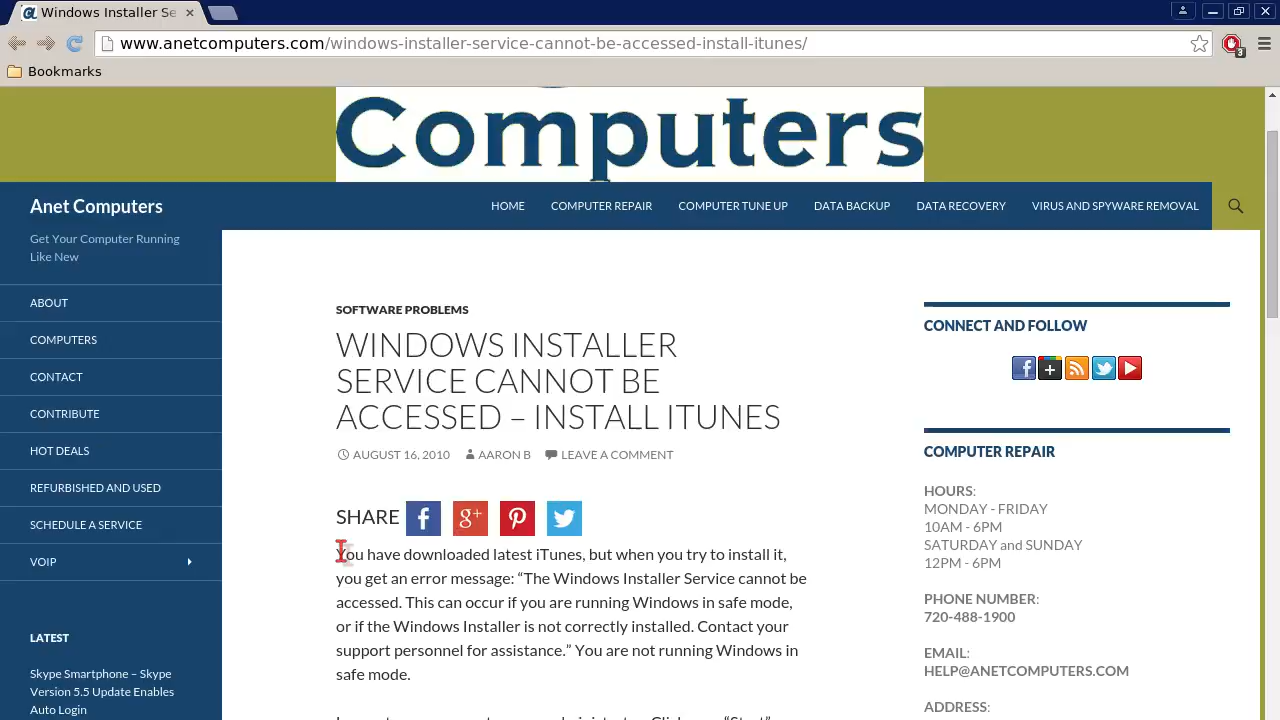 Windows Installer Se
www.anetcomputers.com/windows-installer-service-cannot-be-accessed-install-itunes/
3
Bookmarks
Computers
Anet Computers
HOME COMPUTER REPAIR COMPUTER TUNE UP DATA BACKUP DATA RECOVERY VIRUS AND SPYWARE REMOVAL
Get Your Computer Running
Like New
ABOUT
COMPUTERS
CONTACT
CONTRIBUTE
HOT DEALS
REFURBISHED AND USED
SCHEDULE A SERVICE
VOIP
LATEST
Skype Smartphone – Skype
Version 5.5 Update Enables
Auto Login
SOFTWARE PROBLEMS
WINDOWS INSTALLER
SERVICE CANNOT BE
ACCESSED – INSTALL ITUNES
AUGUST 16, 2010 AARON B LEAVE A COMMENT
SHARE
You have downloaded latest iTunes, but when you try to install it,
you get an error message: “The Windows Installer Service cannot be
accessed. This can occur if you are running Windows in safe mode,
or if the Windows Installer is not correctly installed. Contact your
support personnel for assistance.” You are not running Windows in
safe mode.
CONNECT AND FOLLOW
COMPUTER REPAIR
HOURS:
MONDAY - FRIDAY
10AM - 6PM
SATURDAY and SUNDAY
12PM - 6PM
PHONE NUMBER:
720-488-1900
EMAIL:
HELP@ANETCOMPUTERS.COM
ADDRESS: